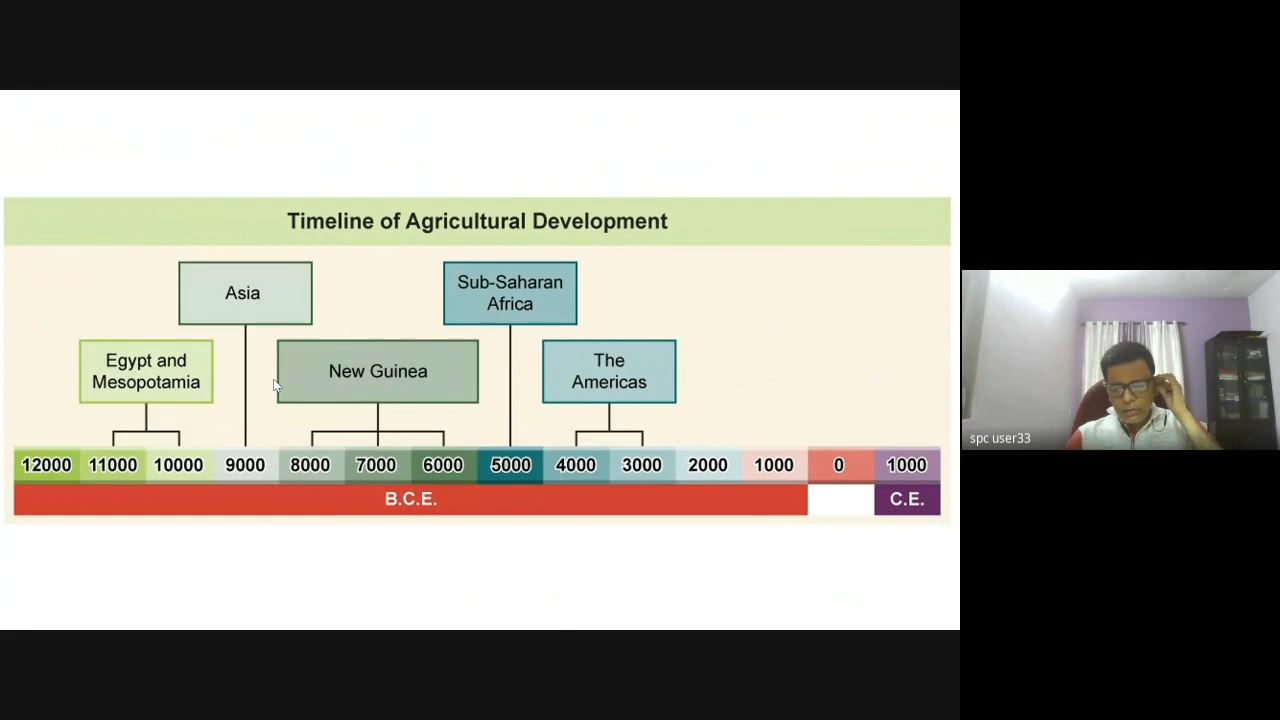 Timeline of Agricultural Development
Asia
Sub-Saharan
Africa
Egypt and
Mesopotamia
New Guinea
The
Americas
12000 11000 10000 9000 8000 7000 6000 5000 4000 3000 2000 1000 0 1000
B.C.E. C.E.
spc user33